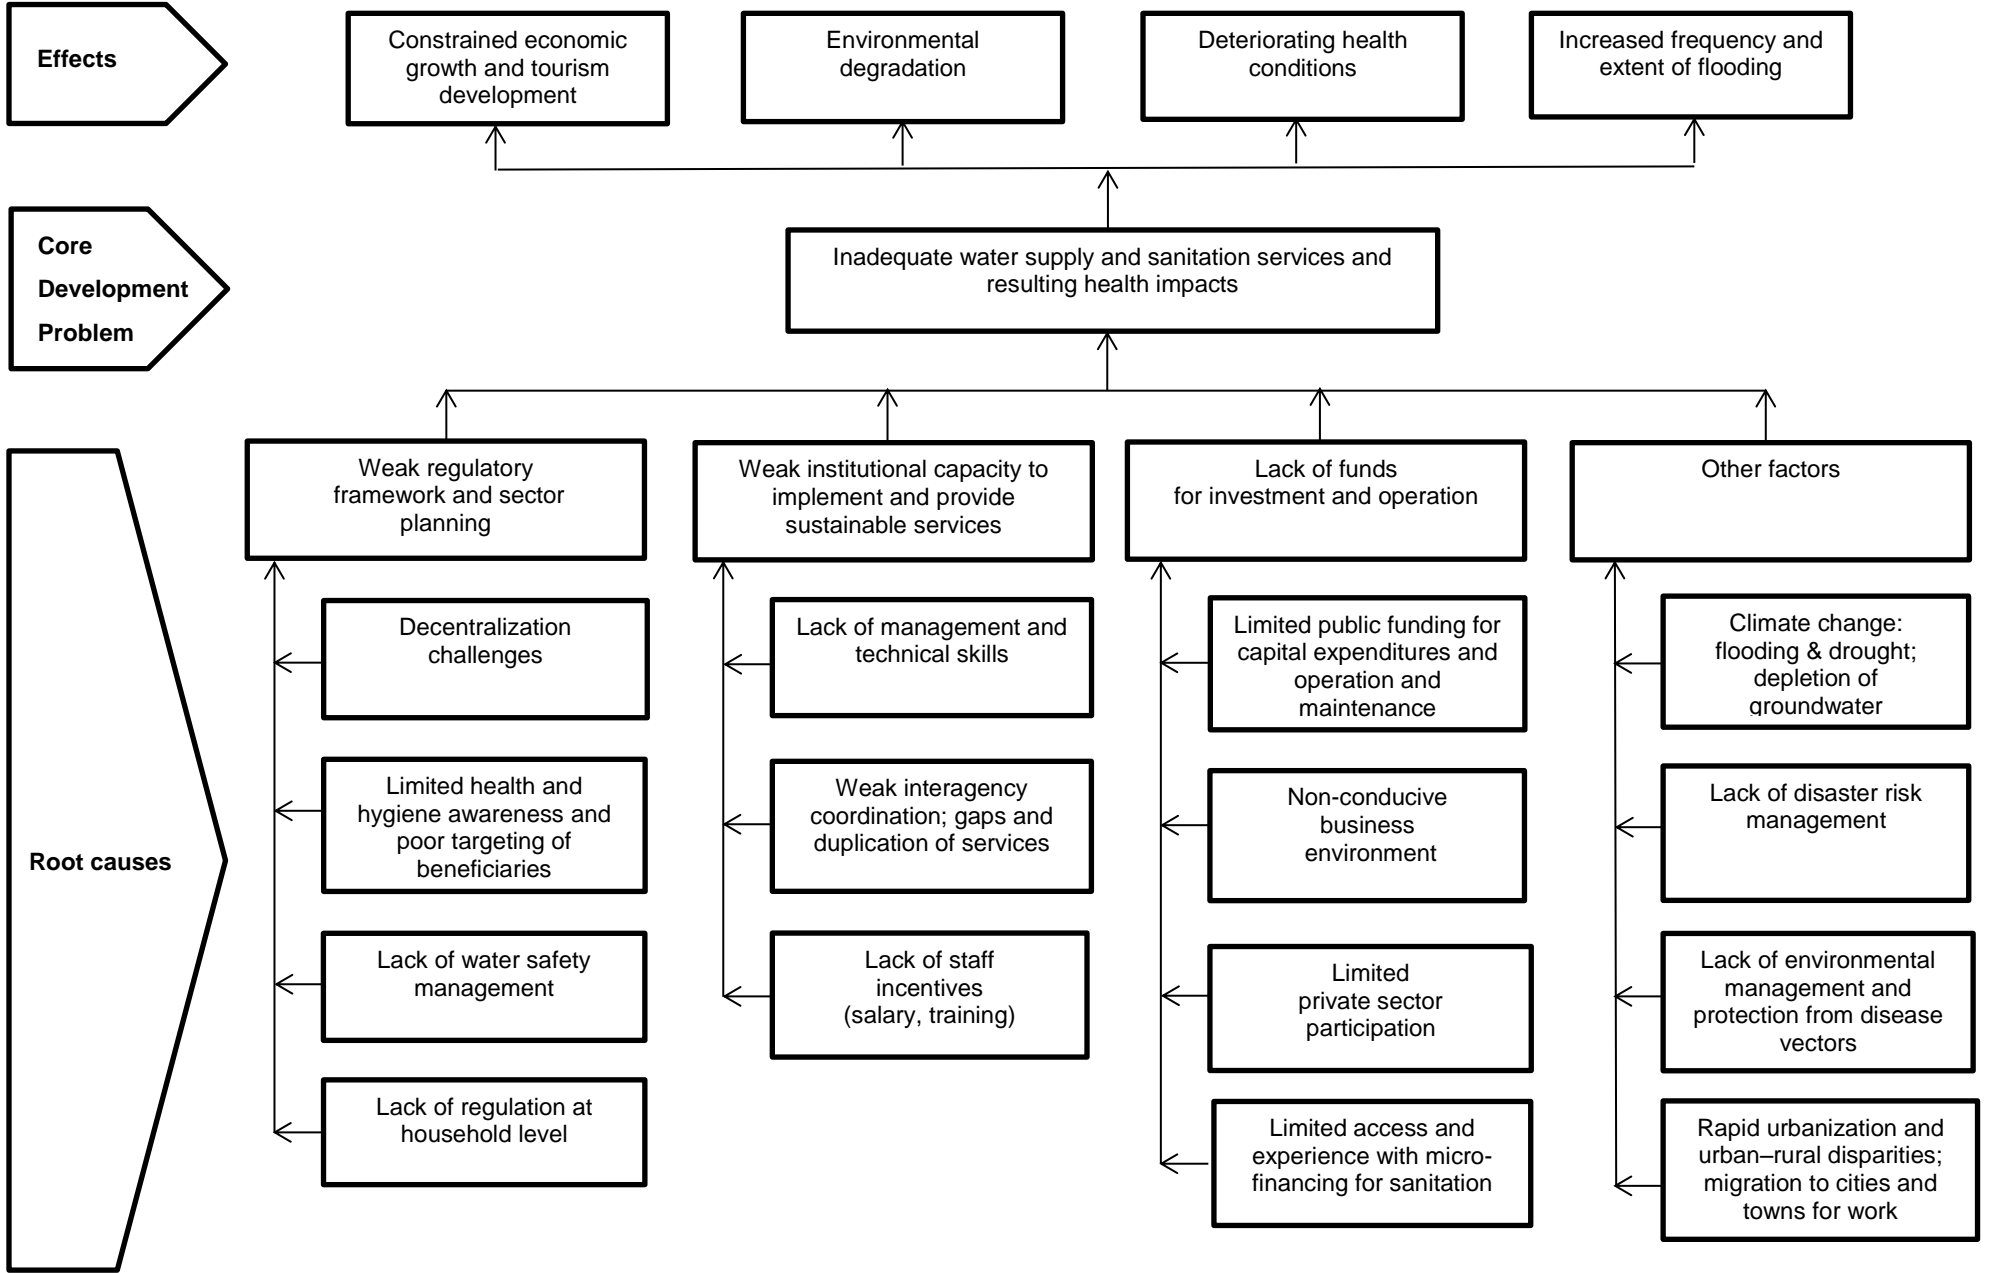 Effects
Constrained economic
growth and tourism
development
Environmental
degradation
Deteriorating health
conditions
Increased frequency and
extent of flooding
Core
Development
Problem
Inadequate water supply and sanitation services and
resulting health impacts
Root causes
Weak regulatory
framework and sector
planning
Decentralization
challenges
Limited health and
hygiene awareness and
poor targeting of
beneficiaries
Lack of water safety
management
Lack of regulation at
household level
Weak institutional capacity to
implement and provide
sustainable services
Lack of management and
technical skills
Weak interagency
coordination; gaps and
duplication of services
Lack of staff
incentives
(salary, training)
Lack of funds
for investment and operation
Limited public funding for
capital expenditures and
operation and
maintenance
Non-conducive
business
environment
Limited
private sector
participation
Limited access and
experience with micro-
financing for sanitation
Other factors
Climate change:
flooding & drought;
depletion of
groundwater
Lack of disaster risk
management
Lack of environmental
management and
protection from disease
vectors
Rapid urbanization and
urban–rural disparities;
migration to cities and
towns for work